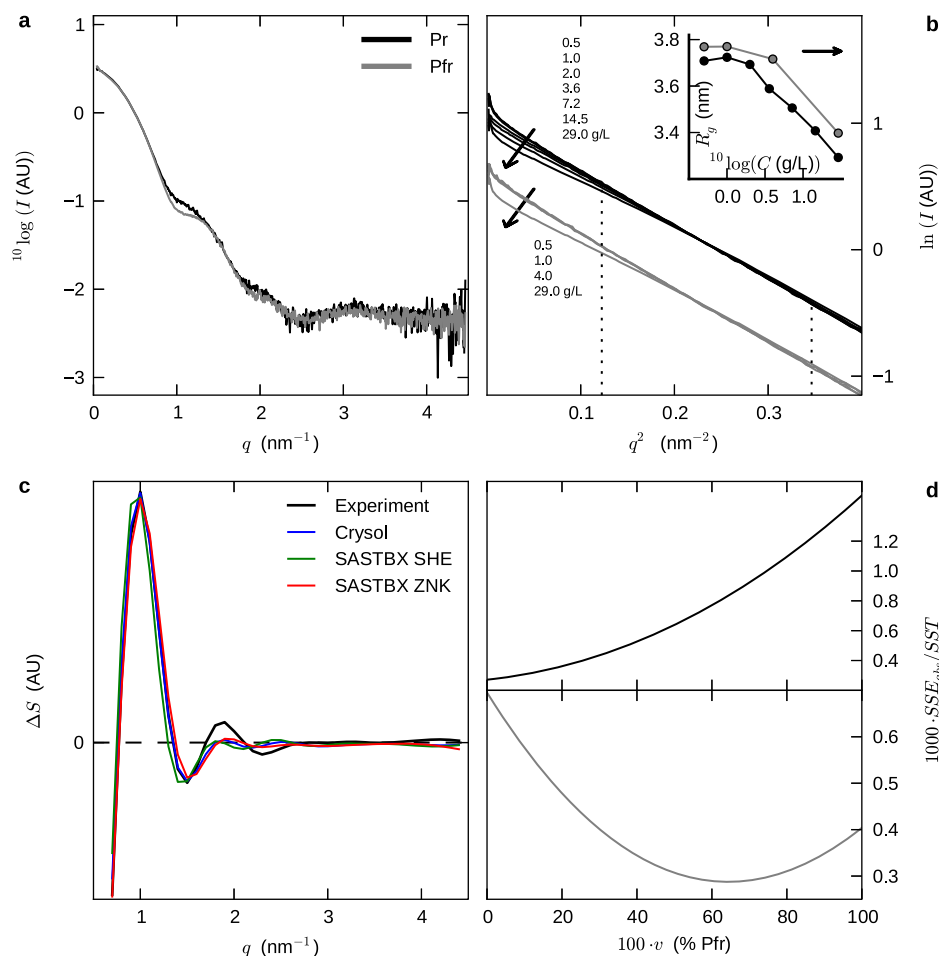 a
1
0
−1
−2
−3
¹⁰log (I (AU))
0
1
2
3
4
q (nm⁻¹)
Pr
Pfr
b
0.5
1.0
2.0
3.6
7.2
14.5
29.0 g/L
0.5
1.0
4.0
29.0 g/L
3.8
3.4
R_g (nm)
¹⁰log(C (g/L))
0.0
0.5
1.0
1
0
−1
ln (I (AU))
0.1
0.2
0.3
q² (nm⁻²)
c
Experiment
Crysol
SASTBX SHE
SASTBX ZNK
ΔS (AU)
0
1
2
3
4
q (nm⁻¹)
d
1.2
1.0
0.8
0.6
0.4
0.6
0.5
0.4
0.3
1000·SSE_abs/SST
0
20
40
60
80
100
100·v (% Pfr)